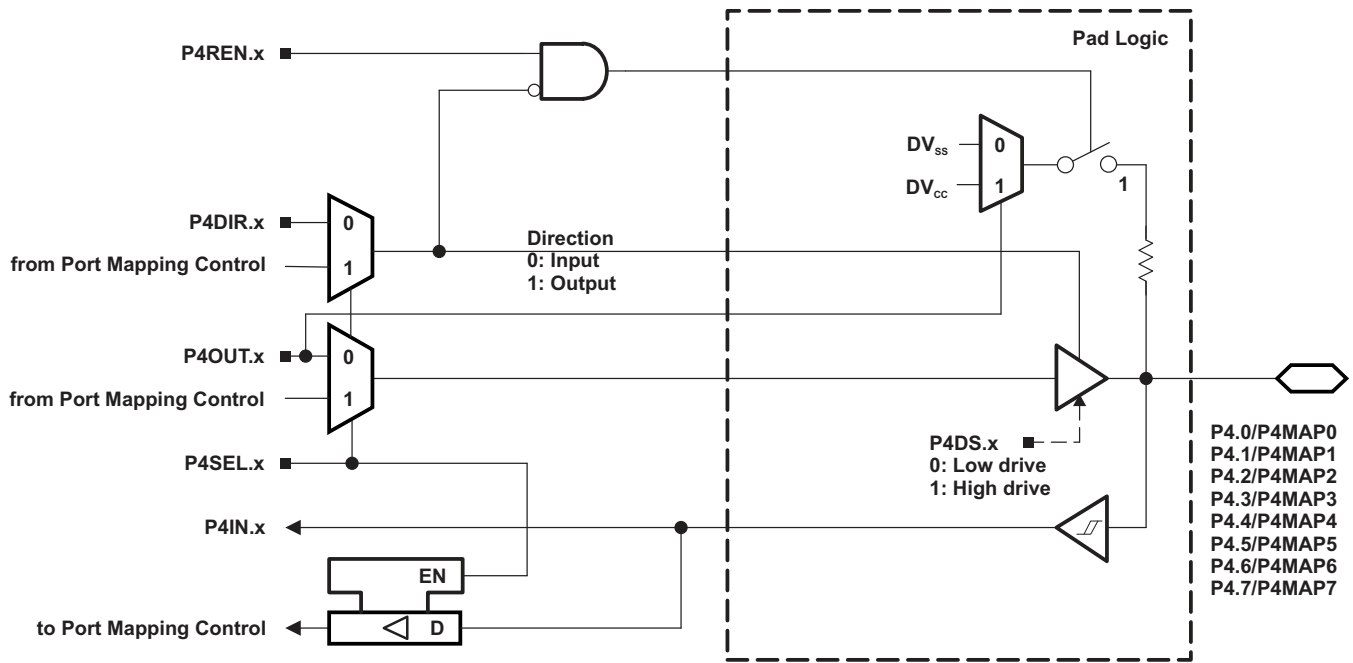 Pad Logic
P4REN.x
DVSS
0
DVCC
1
1
P4DIR.x
0
from Port Mapping Control
1
Direction
0: Input
1: Output
P4OUT.x
0
from Port Mapping Control
1
P4DS.x
0: Low drive
1: High drive
P4SEL.x
P4IN.x
EN
to Port Mapping Control
D
P4.0/P4MAP0
P4.1/P4MAP1
P4.2/P4MAP2
P4.3/P4MAP3
P4.4/P4MAP4
P4.5/P4MAP5
P4.6/P4MAP6
P4.7/P4MAP7